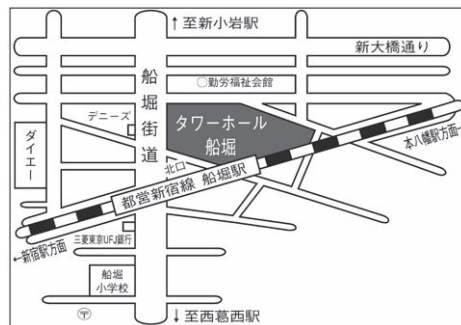 ↑至新小岩駅
新大橋通り
船堀街道
○勤労福祉会館
デニーズ
タワーホール
船堀
ダイエー
本八幡駅方面→
北口
都営新宿線 船堀駅
←新宿駅方面
三菱東京UFJ銀行
船堀
小学校
〒
↓至西葛西駅